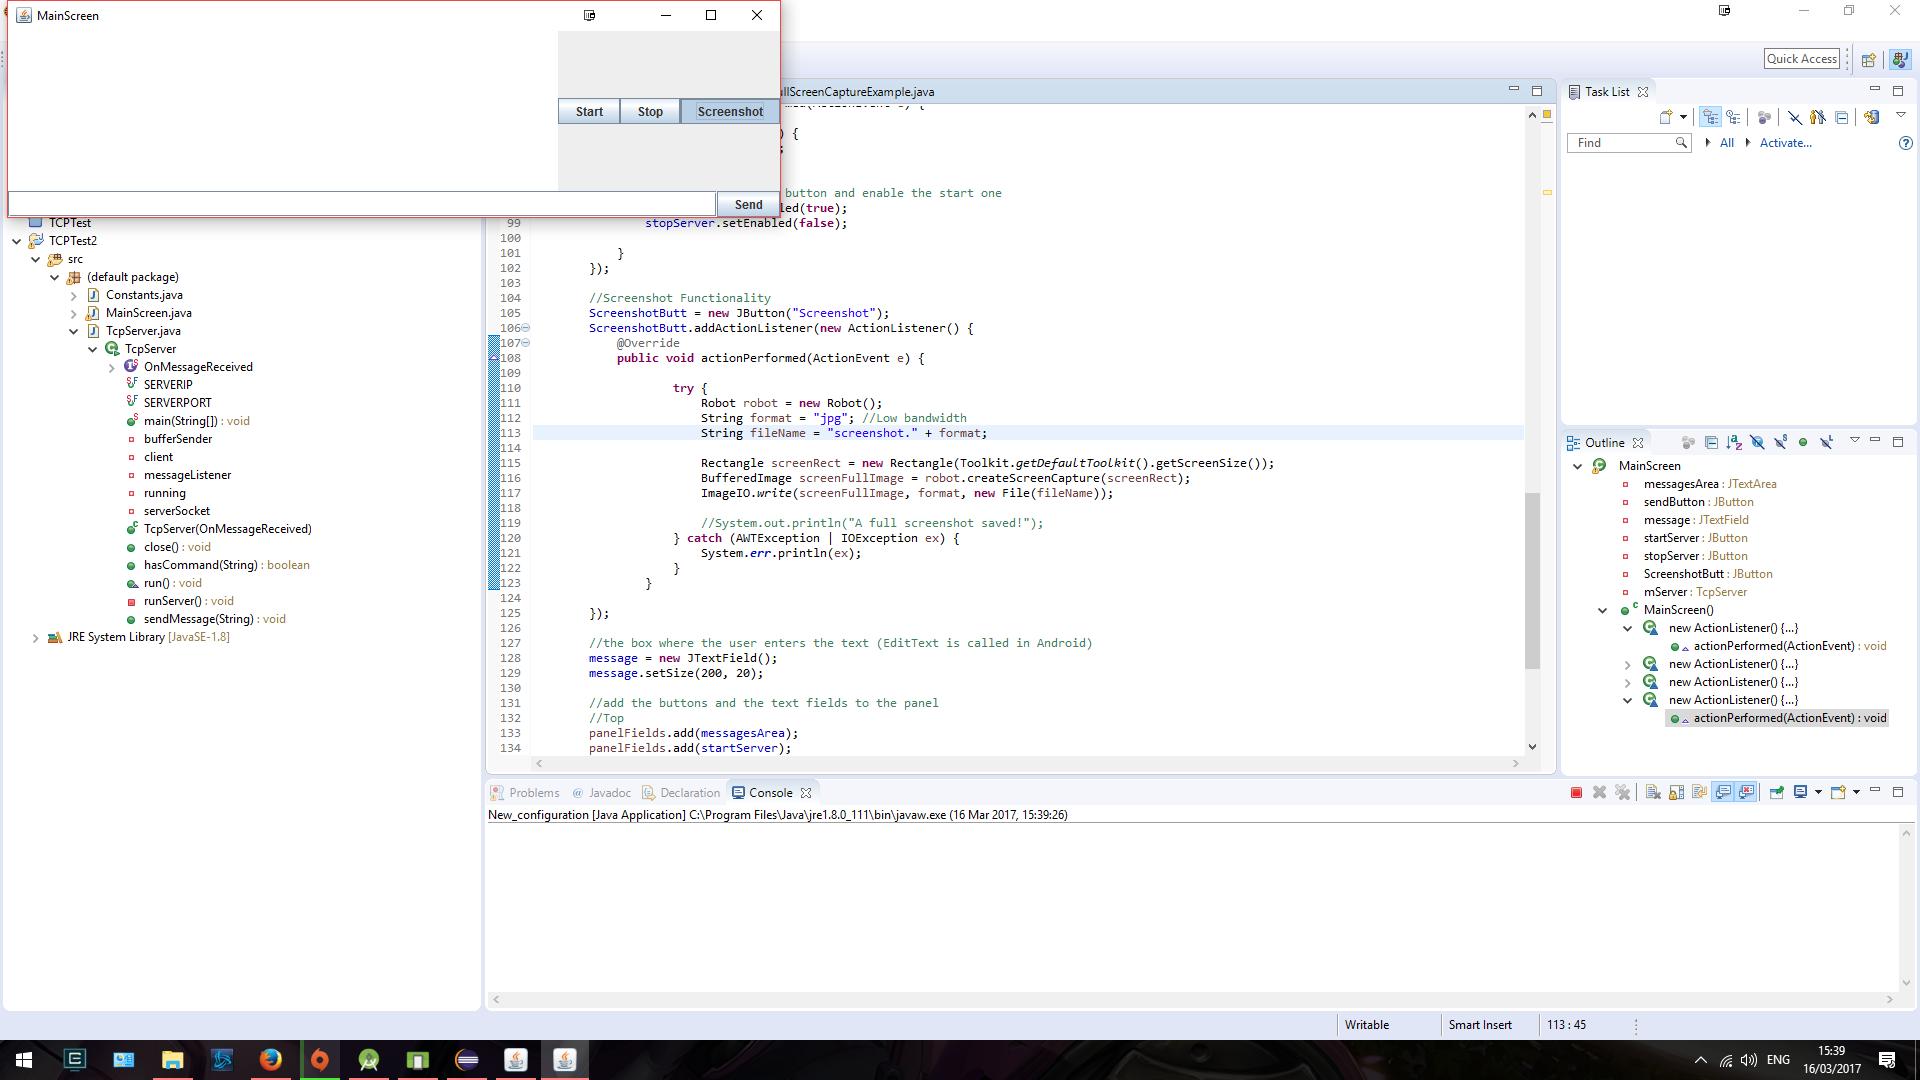 MainScreen
Start
Stop
Screenshot
Send
Quick Access
llScreenCaptureExample.java
) {
;
button and enable the start one
led(true);
99 stopServer.setEnabled(false);
100
101 }
102 });
103
104 //Screenshot Functionality
105 ScreenshotButt = new JButton("Screenshot");
106 ScreenshotButt.addActionListener(new ActionListener() {
107 @Override
108 public void actionPerformed(ActionEvent e) {
109
110 try {
111 Robot robot = new Robot();
112 String format = "jpg"; //Low bandwidth
113 String fileName = "screenshot." + format;
114
115 Rectangle screenRect = new Rectangle(Toolkit.getDefaultToolkit().getScreenSize());
116 BufferedImage screenFullImage = robot.createScreenCapture(screenRect);
117 ImageIO.write(screenFullImage, format, new File(fileName));
118
119 //System.out.println("A full screenshot saved!");
120 } catch (AWTException | IOException ex) {
121 System.err.println(ex);
122 }
123 }
124
125 });
126
127 //the box where the user enters the text (EditText is called in Android)
128 message = new JTextField();
129 message.setSize(200, 20);
130
131 //add the buttons and the text fields to the panel
132 //Top
133 panelFields.add(messagesArea);
134 panelFields.add(startServer);
TCPTest
TCPTest2
src
(default package)
Constants.java
MainScreen.java
TcpServer.java
TcpServer
OnMessageReceived
SERVERIP
SERVERPORT
main(String[]) : void
bufferSender
client
messageListener
running
serverSocket
TcpServer(OnMessageReceived)
close() : void
hasCommand(String) : boolean
run() : void
runServer() : void
sendMessage(String) : void
JRE System Library [JavaSE-1.8]
Task List
Find
All
Activate...
Outline
MainScreen
messagesArea : JTextArea
sendButton : JButton
message : JTextField
startServer : JButton
stopServer : JButton
ScreenshotButt : JButton
mServer : TcpServer
MainScreen()
new ActionListener() {...}
actionPerformed(ActionEvent) : void
new ActionListener() {...}
new ActionListener() {...}
new ActionListener() {...}
actionPerformed(ActionEvent) : void
Problems
@ Javadoc
Declaration
Console
New_configuration [Java Application] C:\Program Files\Java\jre1.8.0_111\bin\javaw.exe (16 Mar 2017, 15:39:26)
Writable
Smart Insert
113 : 45
ENG
15:39
16/03/2017